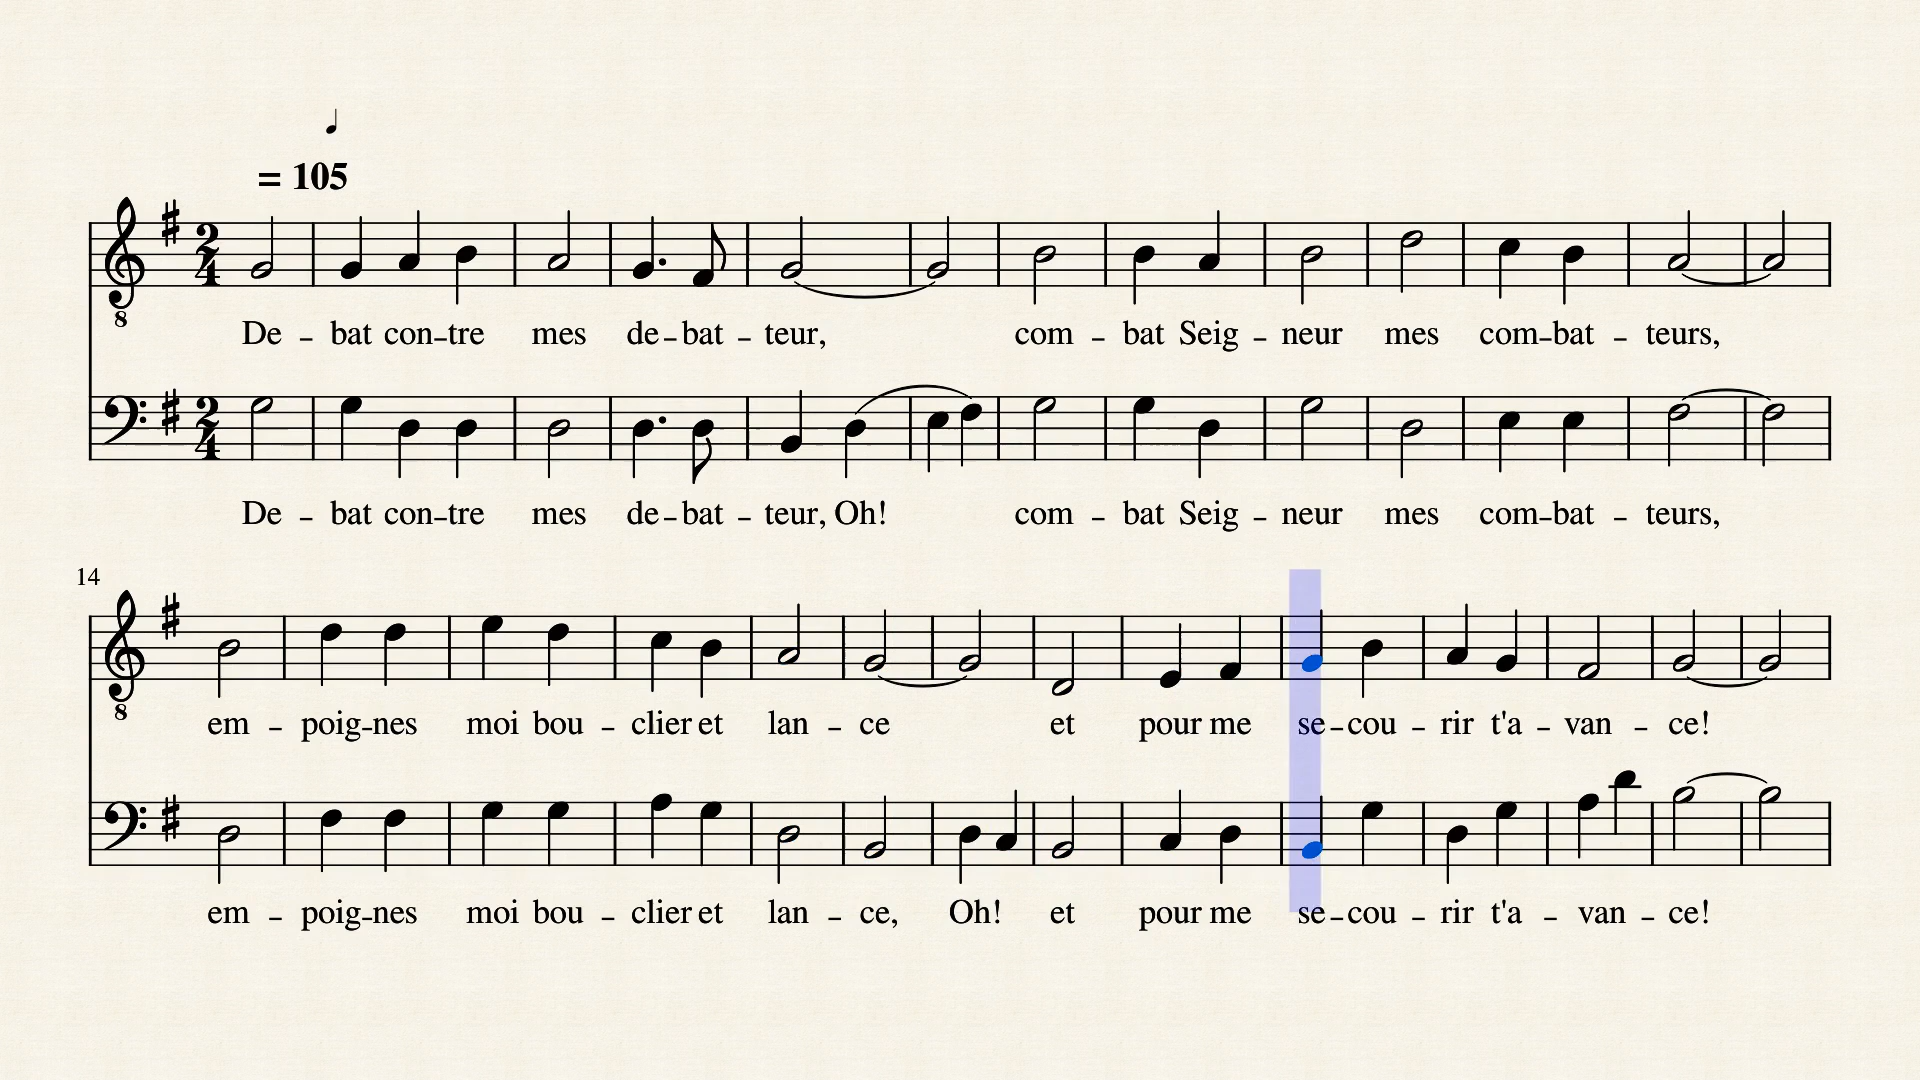 = 105
De - bat con-tre mes de-bat - teur, com - bat Seig - neur mes com-bat - teurs,
De - bat con-tre mes de-bat - teur, Oh! com - bat Seig - neur mes com-bat - teurs,
14
em - poig-nes moi bou - clier et lan - ce et pour me se-cou - rir t'a - van - ce!
em - poig-nes moi bou - clier et lan - ce, Oh! et pour me se-cou - rir t'a - van - ce!